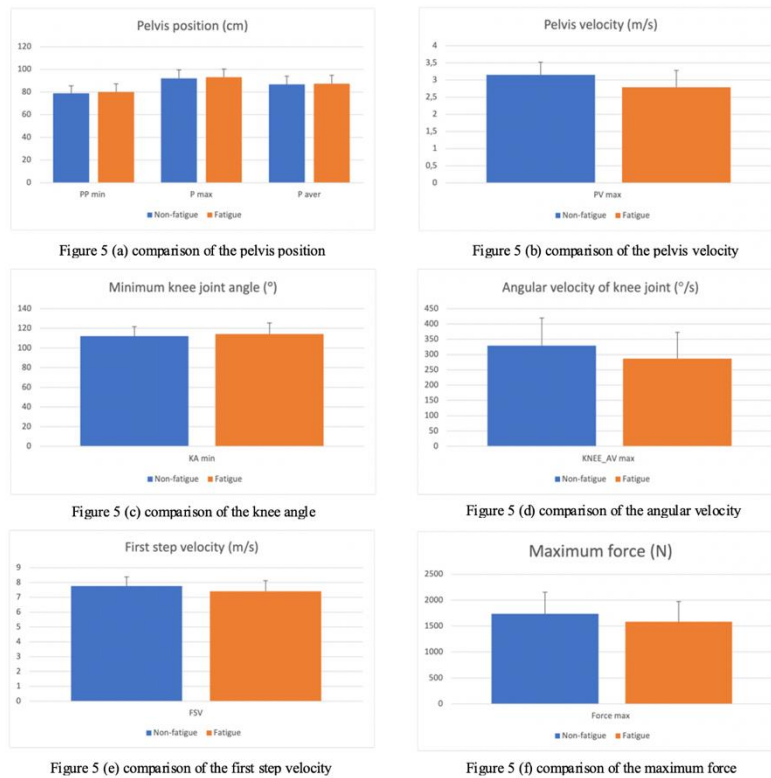 Pelvis position (cm)
120
100
80
60
40
20
0
PP min P max P aver
Non-fatigue Fatigue
Figure 5 (a) comparison of the pelvis position
Pelvis velocity (m/s)
4
3,5
3
2,5
2
1,5
1
0,5
0
PV max
Non-fatigue Fatigue
Figure 5 (b) comparison of the pelvis velocity
Minimum knee joint angle (°)
140
120
100
80
60
40
20
0
KA min
Non-fatigue Fatigue
Figure 5 (c) comparison of the knee angle
Angular velocity of knee joint (°/s)
450
400
350
300
250
200
150
100
50
0
KNEE_AV max
Non-fatigue Fatigue
Figure 5 (d) comparison of the angular velocity
First step velocity (m/s)
9
8
7
6
5
4
3
2
1
0
FSV
Non-fatigue Fatigue
Figure 5 (e) comparison of the first step velocity
Maximum force (N)
2500
2000
1500
1000
500
0
Force max
Non-fatigue Fatigue
Figure 5 (f) comparison of the maximum force